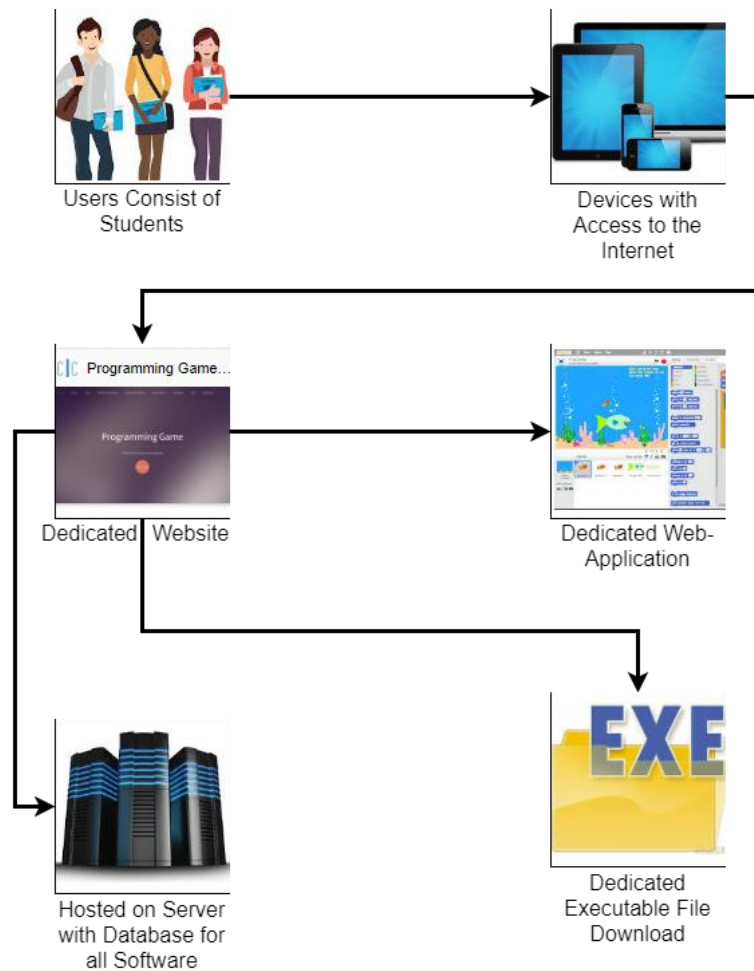 Users Consist of
Students
Devices with
Access to the
Internet
C|C Programming Game...
Programming Game
Dedicated Website
Dedicated Web-
Application
EXE
Hosted on Server
with Database for
all Software
Dedicated
Executable File
Download